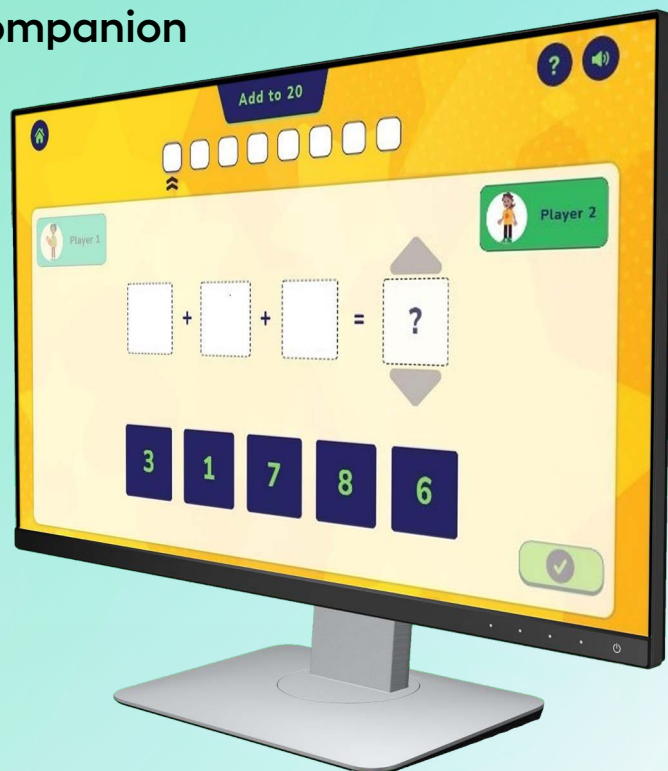 ompanion
Add to 20
?
Player 1
Player 2
+ + = ?
3 1 7 8 6